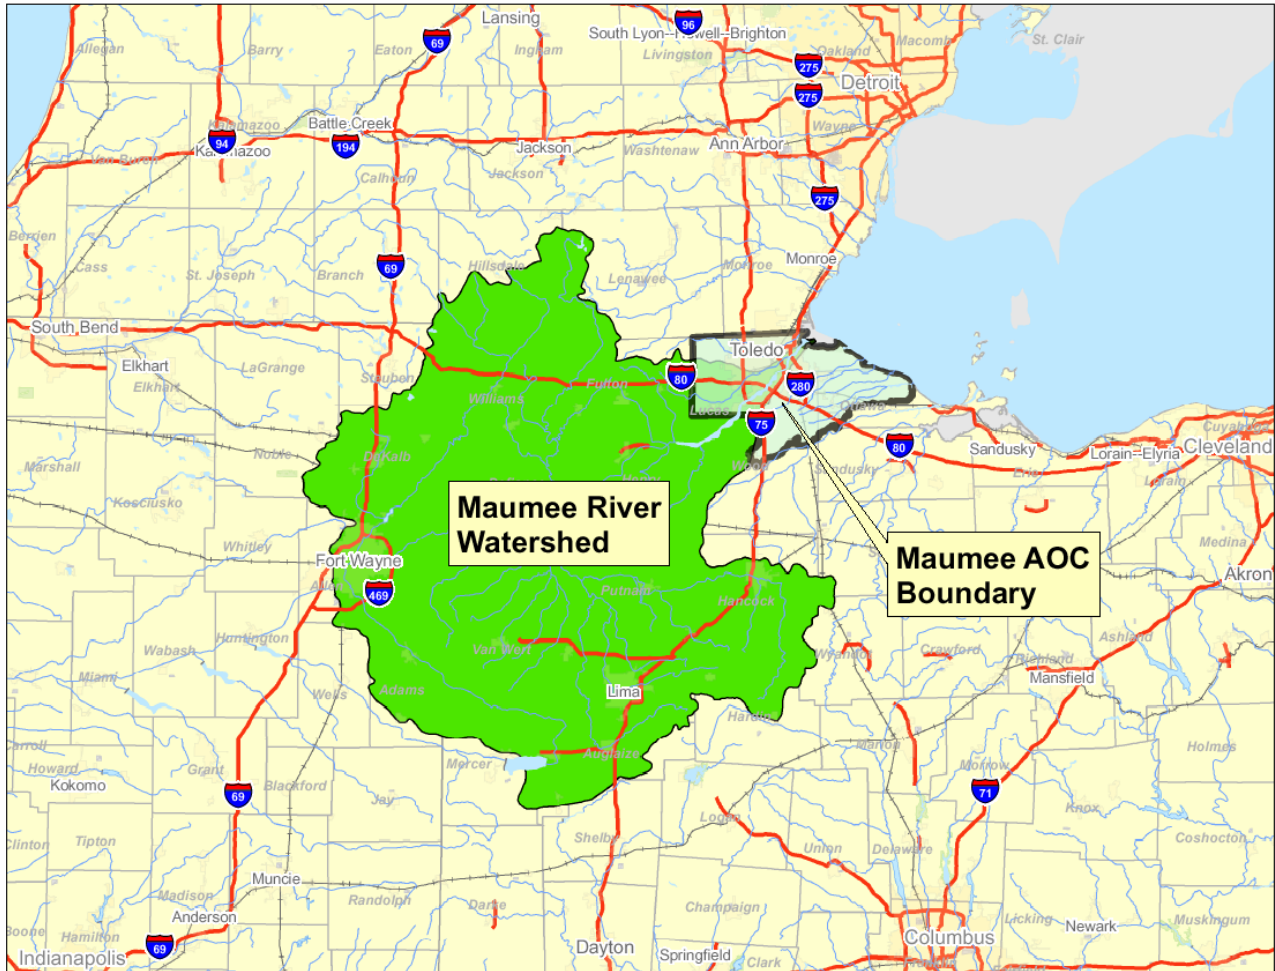 Lansing
96
South Lyon--Howell--Brighton
69
St. Clair
Macomb
Allegan
Barry
Eaton
Ingham
Livingston
Oakland
275
Detroit
275
Kalamazoo
Battle Creek
Wayne
94
194
Kalamazoo
Jackson
Ann Arbor
Van Buren
Washtenaw
Calhoun
Jackson
275
Berrien
Cass
St. Joseph
Branch
69
Hillsdale
Lenawee
Monroe
Monroe
South Bend
Toledo
Elkhart
LaGrange
Steuben
80
280
Elkhart
Williams
Fulton
Lucas
75
Ottawa
Cuyahoga
80
Sandusky
Cleveland
Lorain--Elyria
Noble
DeKalb
Wood
Sandusky
Erie
Lorain
Marshall
Kosciusko
Henry
Maumee River
Watershed
Whitley
Medina
Fort Wayne
Maumee AOC
Boundary
Akron
Allen
469
Putnam
Hancock
Huntington
Wabash
Van Wert
Wyandot
Crawford
Ashland
Richland
Mansfield
Miami
Wells
Adams
Lima
Hardin
Carroll
Howard
Kokomo
Grant
Blackford
Mercer
Auglaize
Marion
Morrow
Holmes
69
Jay
71
Knox
Logan
Clinton
Tipton
Shelby
Union
Delaware
Coshocton
Muncie
Madison
Randolph
Darke
Champaign
Anderson
Licking
Newark
Muskingum
Boone
Hamilton
69
Indianapolis
Dayton
Springfield
Clark
Columbus
Franklin